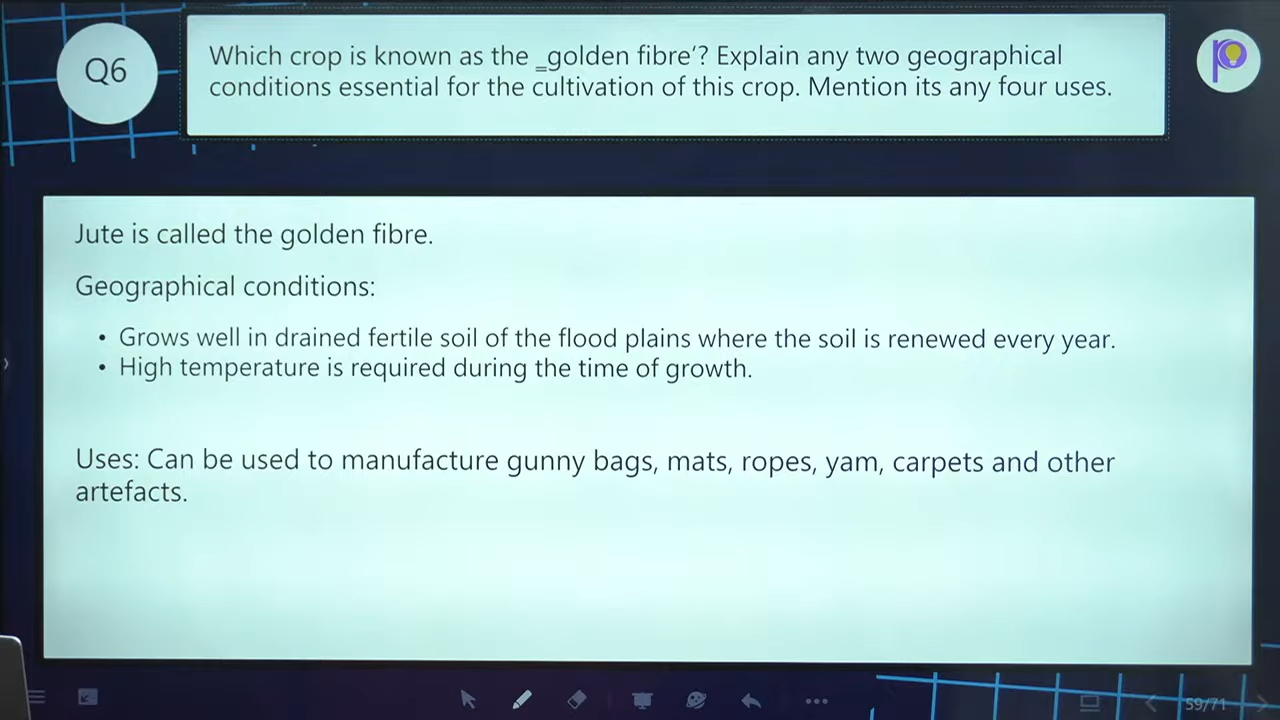 Q6
Which crop is known as the ‗golden fibre’? Explain any two geographical
conditions essential for the cultivation of this crop. Mention its any four uses.
Jute is called the golden fibre.
Geographical conditions:
• Grows well in drained fertile soil of the flood plains where the soil is renewed every year.
• High temperature is required during the time of growth.
Uses: Can be used to manufacture gunny bags, mats, ropes, yam, carpets and other
artefacts.
59/71